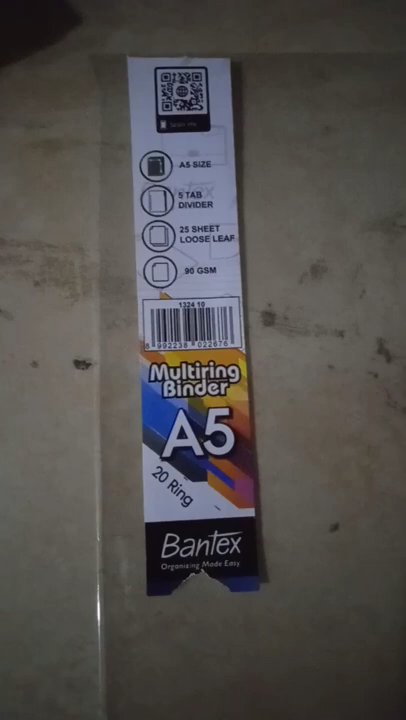 Scan me
A5 SIZE
5 TAB
DIVIDER
25 SHEET
LOOSE LEAF
90 GSM
1324 10
8 992238 022676
Multiring
Binder
A5
20 Ring
Bantex
Organizing Made Easy